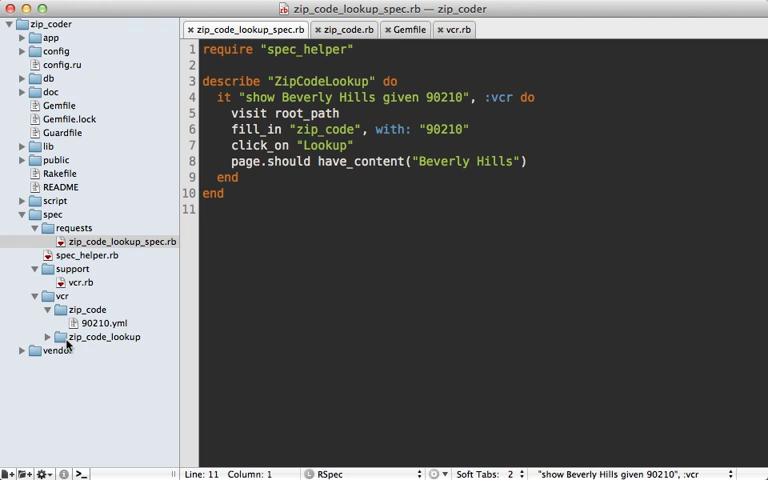 zip_code_lookup_spec.rb — zip_coder
zip_coder
app
config
config.ru
db
doc
Gemfile
Gemfile.lock
Guardfile
lib
public
Rakefile
README
script
spec
requests
zip_code_lookup_spec.rb
spec_helper.rb
support
vcr.rb
vcr
zip_code
90210.yml
zip_code_lookup
vendor
zip_code_lookup_spec.rb zip_code.rb Gemfile vcr.rb
1 require "spec_helper"
2
3 describe "ZipCodeLookup" do
4 it "show Beverly Hills given 90210", :vcr do
5 visit root_path
6 fill_in "zip_code", with: "90210"
7 click_on "Lookup"
8 page.should have_content("Beverly Hills")
9 end
10 end
11
Line: 11 Column: 1 RSpec Soft Tabs: 2 "show Beverly Hills given 90210", :vcr